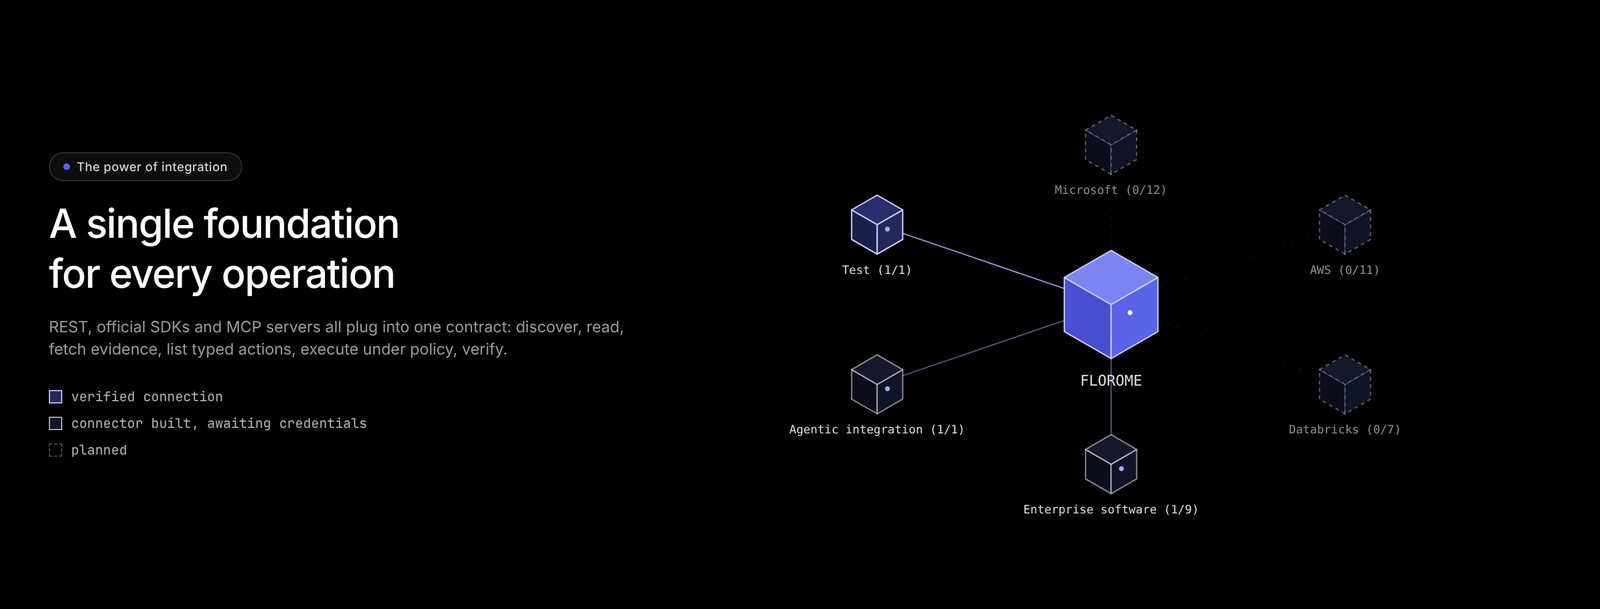 The power of integration
A single foundation
for every operation
REST, official SDKs and MCP servers all plug into one contract: discover, read,
fetch evidence, list typed actions, execute under policy, verify.
verified connection
connector built, awaiting credentials
planned
Microsoft (0/12)
Test (1/1)
AWS (0/11)
FLOROME
Agentic integration (1/1)
Databricks (0/7)
Enterprise software (1/9)